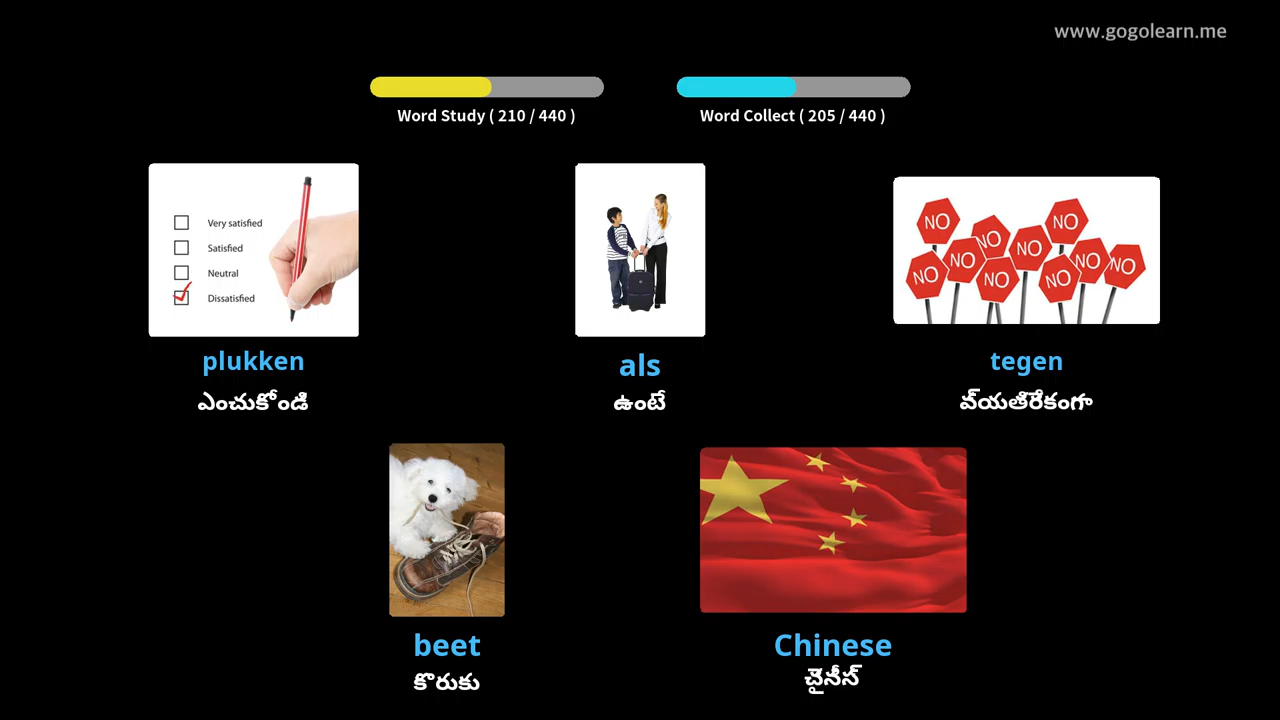 www.gogolearn.me
Word Study ( 210 / 440 )
Word Collect ( 205 / 440 )
Very satisfied
Satisfied
Neutral
Dissatisfied
NO NO NO NO NO NO NO NO NO NO
plukken
als
tegen
ఎంచుకోండి
ఉంటే
వ్యతిరేకంగా
beet
Chinese
కొరుకు
చైనీస్